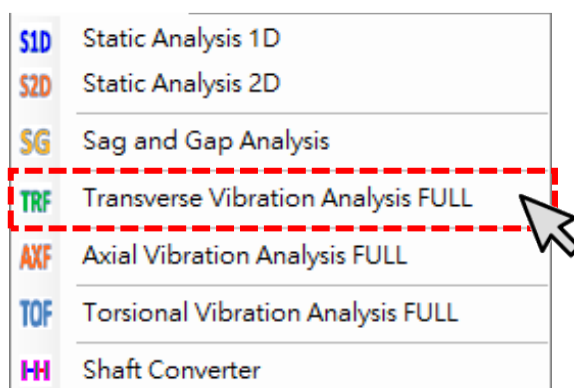 S1D Static Analysis 1D
S2D Static Analysis 2D
SG Sag and Gap Analysis
TRF Transverse Vibration Analysis FULL
AXF Axial Vibration Analysis FULL
TOF Torsional Vibration Analysis FULL
Shaft Converter